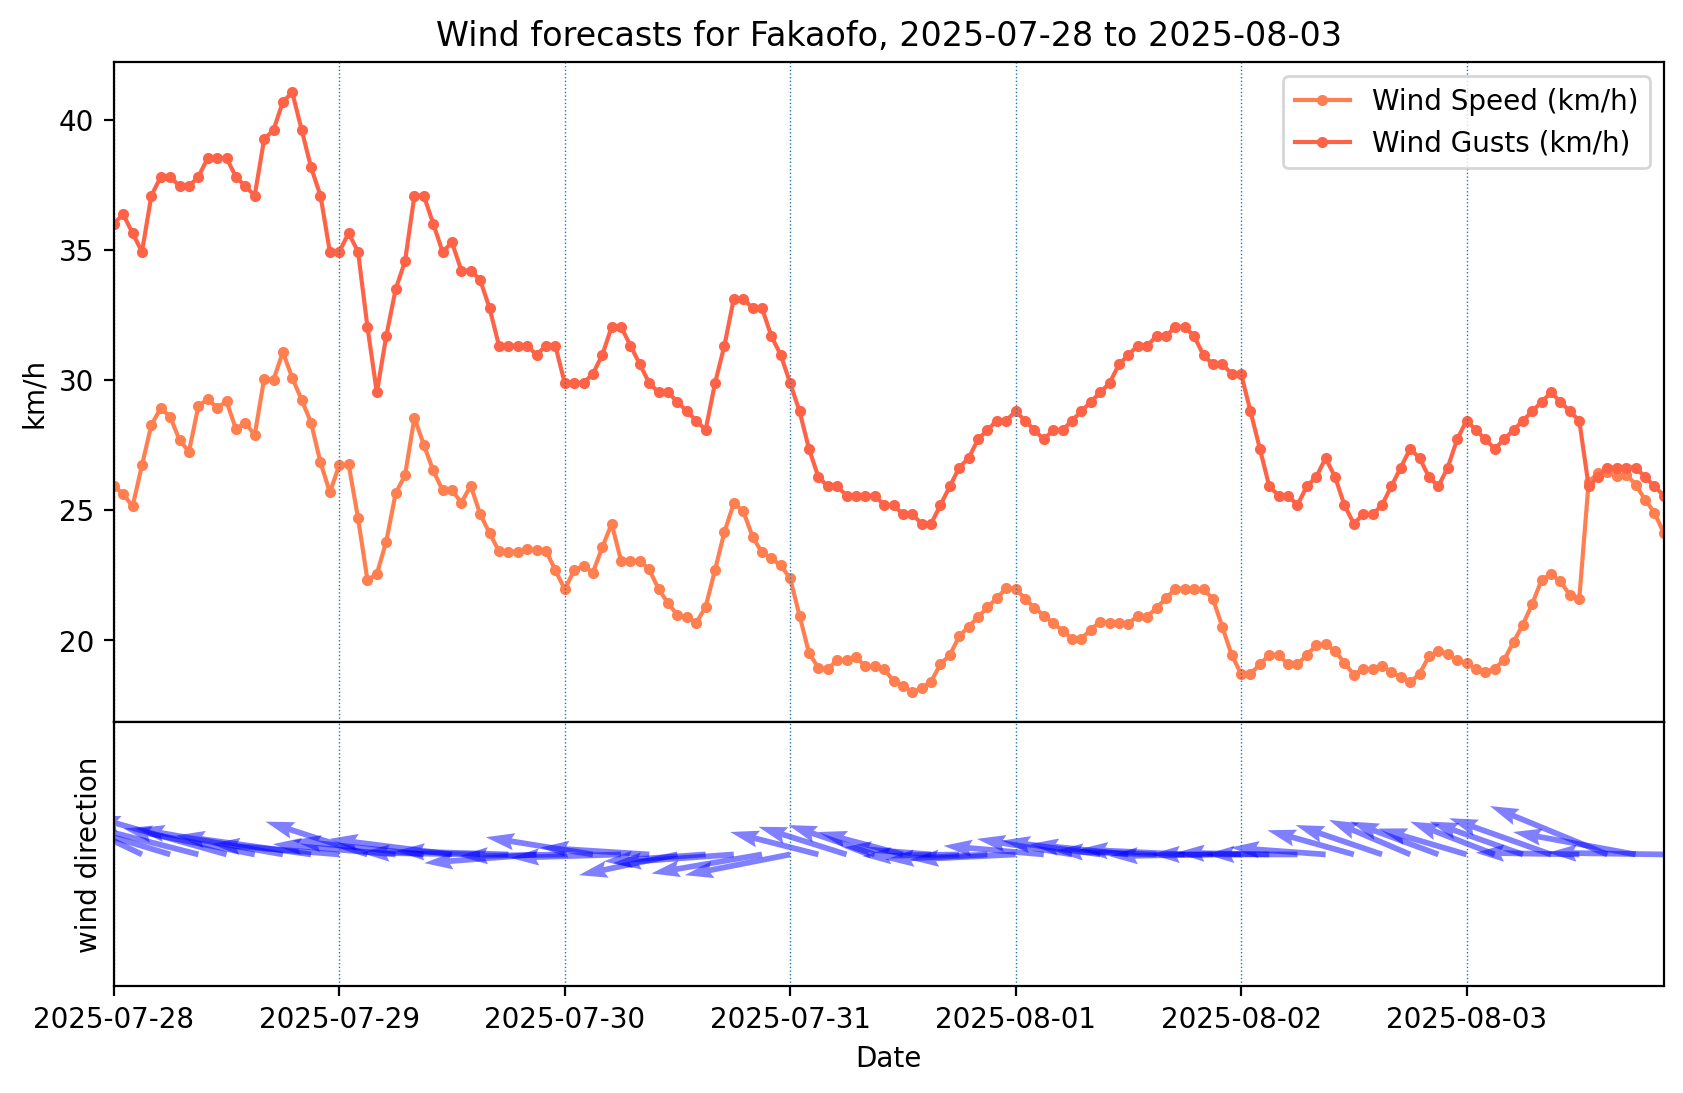 Wind forecasts for Fakaofo, 2025-07-28 to 2025-08-03
Wind Speed (km/h)
Wind Gusts (km/h)
40
35
30
25
20
km/h
wind direction
2025-07-28 2025-07-29 2025-07-30 2025-07-31 2025-08-01 2025-08-02 2025-08-03
Date